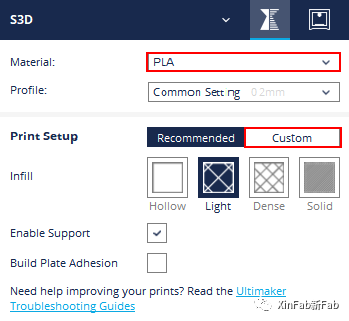 S3D
Material: PLA
Profile: Common Setting 0.2mm
Print Setup Recommended Custom
Infill
Hollow Light Dense Solid
Enable Support
Build Plate Adhesion
Need help improving your prints? Read the Ultimaker
Troubleshooting Guides
XinFab新Fab